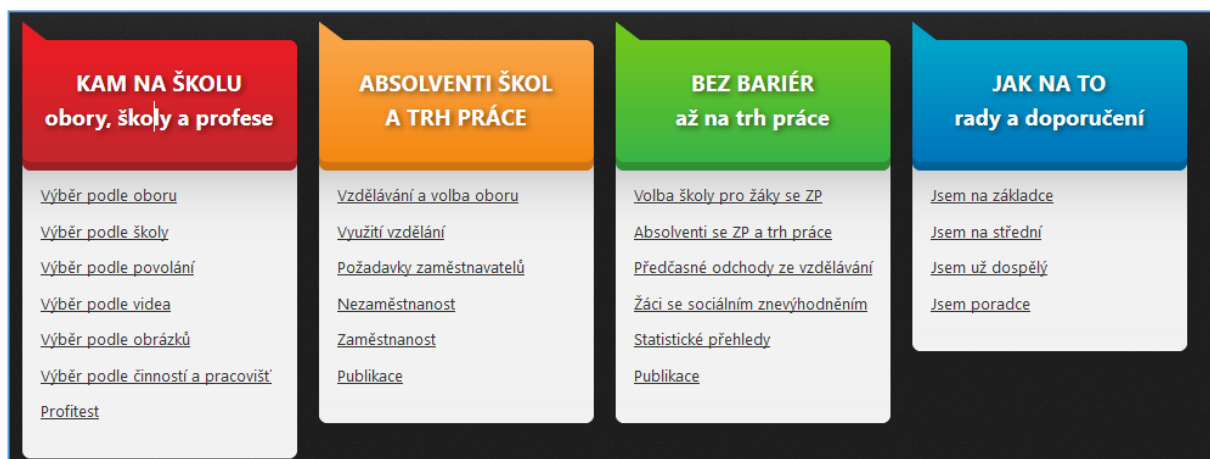 KAM NA ŠKOLU
obory, školy a profese
Výběr podle oboru
Výběr podle školy
Výběr podle povolání
Výběr podle videa
Výběr podle obrázků
Výběr podle činností a pracovišť
Profitest
ABSOLVENTI ŠKOL
A TRH PRÁCE
Vzdělávání a volba oboru
Využití vzdělání
Požadavky zaměstnavatelů
Nezaměstnanost
Zaměstnanost
Publikace
BEZ BARIÉR
až na trh práce
Volba školy pro žáky se ZP
Absolventi se ZP a trh práce
Předčasné odchody ze vzdělávání
Žáci se sociálním znevýhodněním
Statistické přehledy
Publikace
JAK NA TO
rady a doporučení
Jsem na základce
Jsem na střední
Jsem už dospělý
Jsem poradce